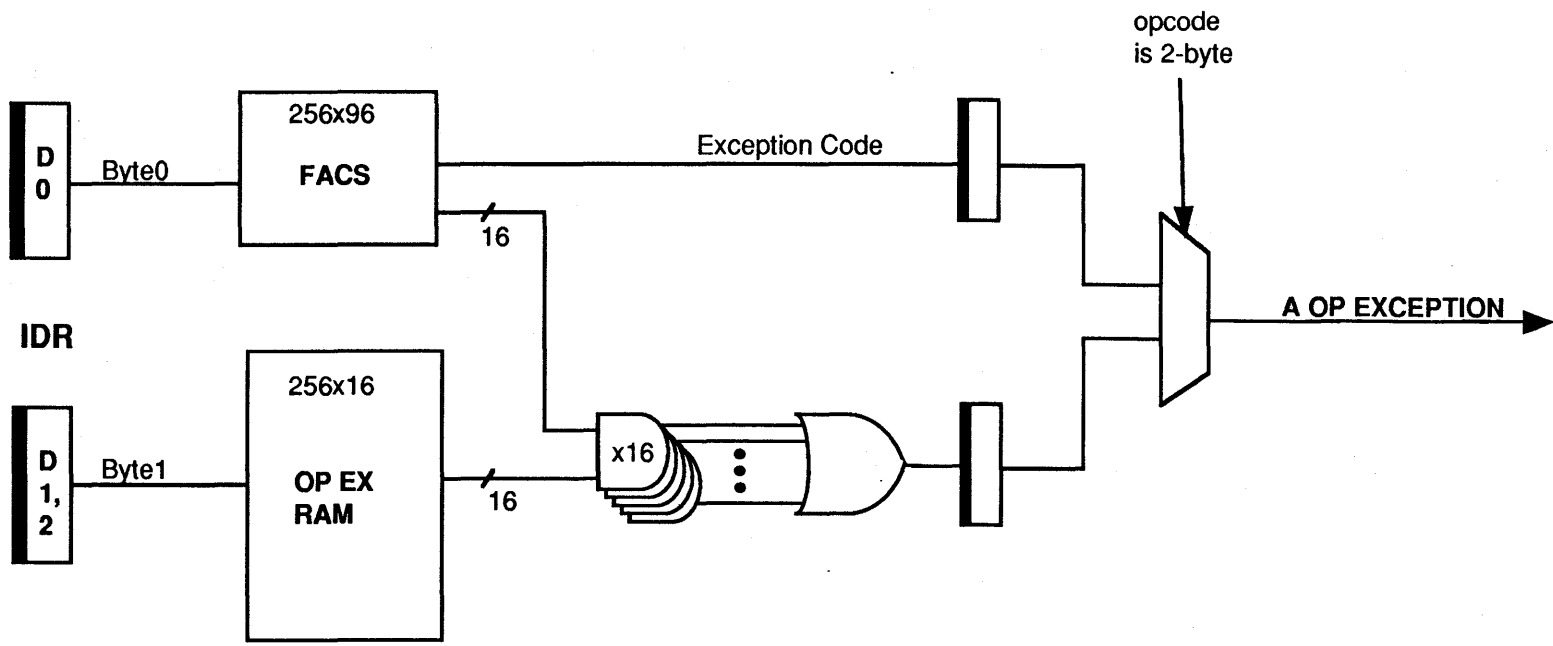 opcode
is 2-byte
256x96
FACS
D
0
Byte0
Exception Code
16
A OP EXCEPTION
IDR
256x16
OP EX
RAM
D
1,
2
Byte1
16
x16